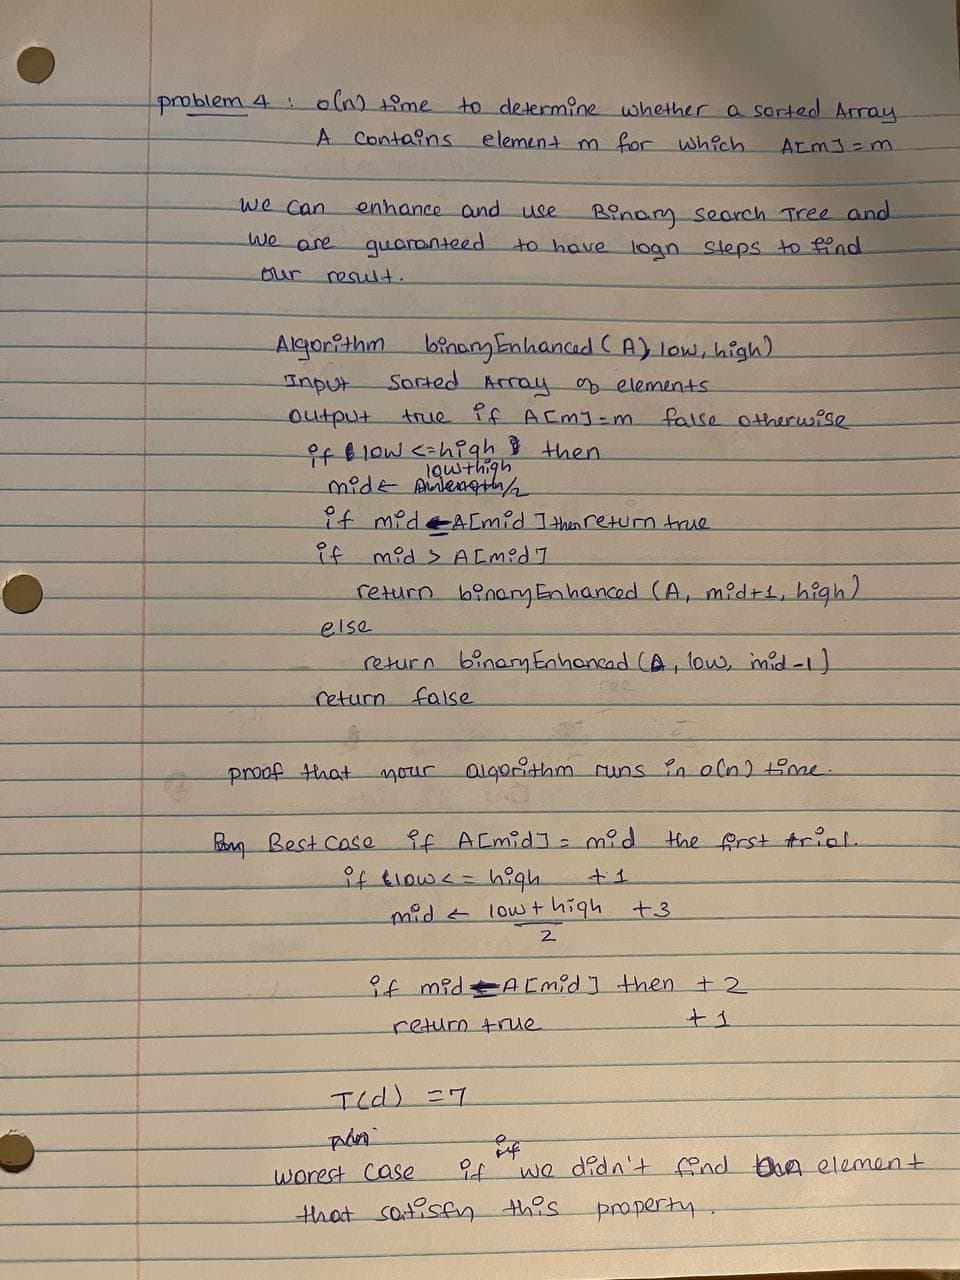 problem 4 : o(n) time to determine whether a sorted Array
A contains element m for which A[m]=m
we can enhance and use Binary Search Tree and
we are guaranteed to have logn steps to find
our result.
Algorithm binaryEnhanced (A, low, high)
Input Sorted Array of elements
output true if A[m]=m false otherwise
if low <=high then
low+high
mid← /2
if mid = A[mid] then return true
if mid > A[mid]
return binaryEnhanced (A, mid+1, high)
else
return binaryEnhanced (A, low, mid-1)
return false
proof that your algorithm runs in o(n) time.
Best case if A[mid] = mid the first trial.
if low <= high +1
mid ← low + high +3
2
if mid = A[mid] then +2
return true +1
T(d) =7
if
worest case if we didn't find element
that satisfy this property.